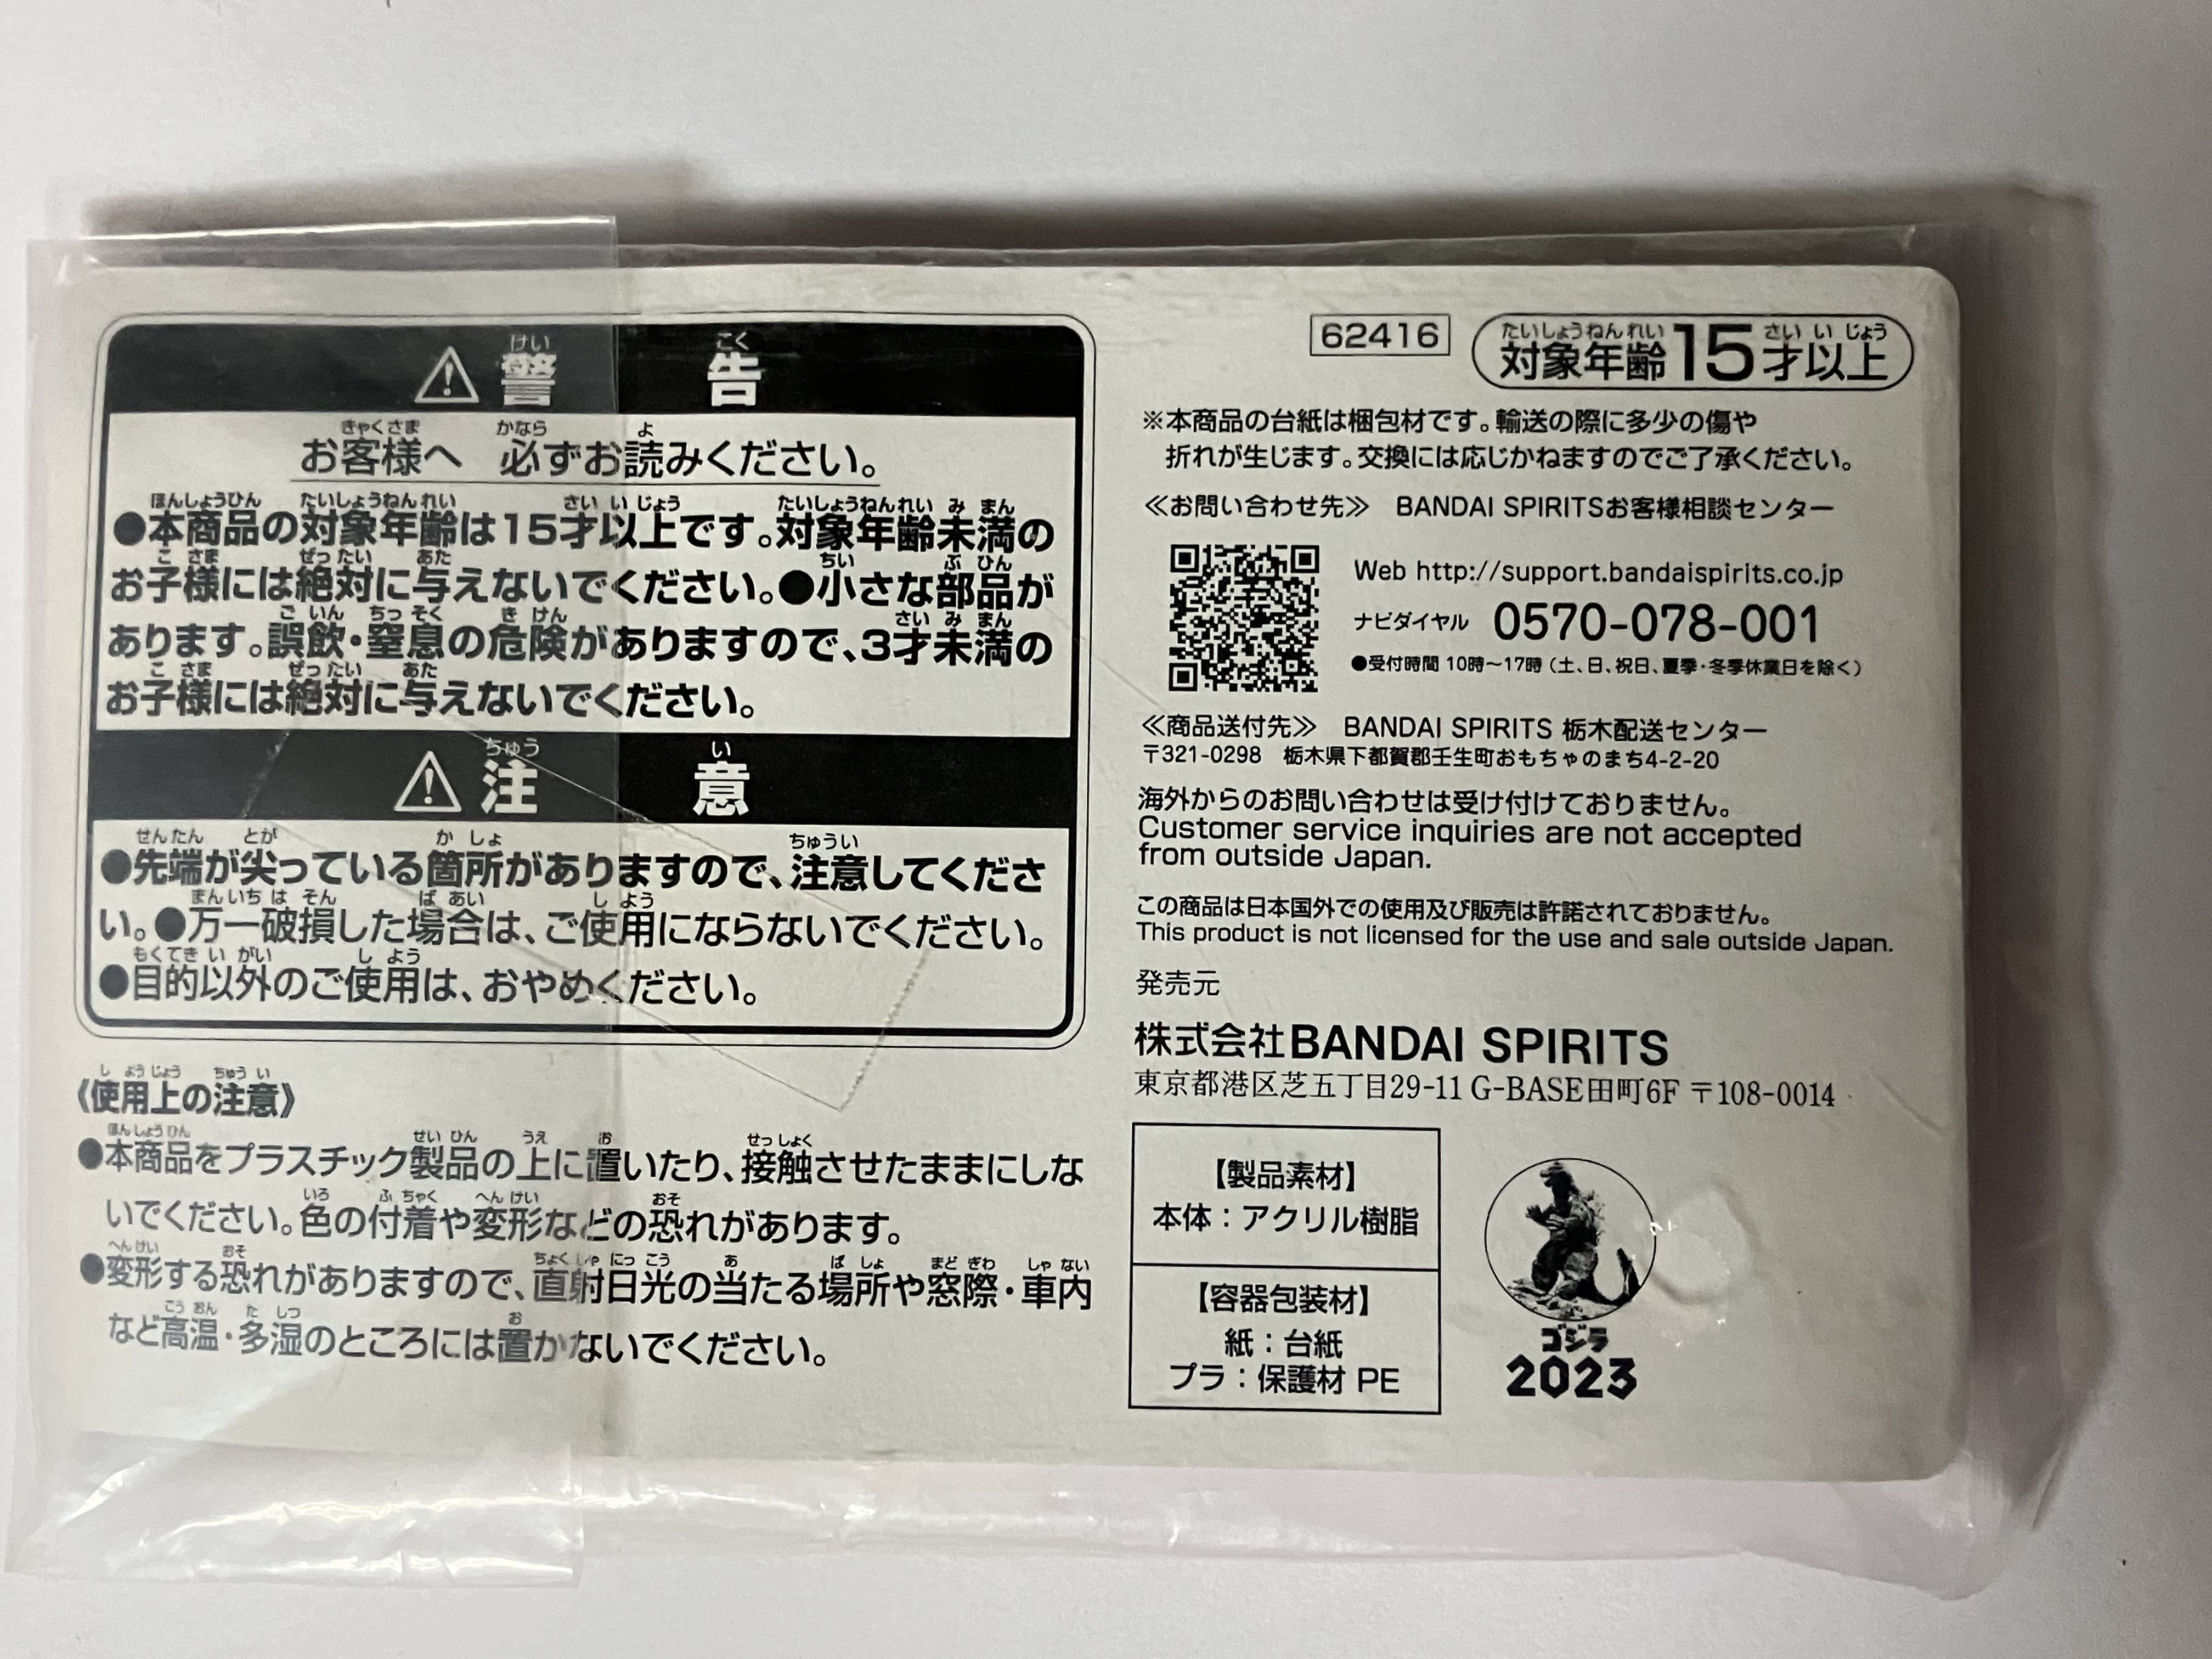 警告
お客様へ 必ずお読みください。
●本商品の対象年齢は15才以上です。対象年齢未満の
お子様には絶対に与えないでください。●小さな部品が
あります。誤飲・窒息の危険がありますので、3才未満の
お子様には絶対に与えないでください。
注意
●先端が尖っている箇所がありますので、注意してくださ
い。●万一破損した場合は、ご使用にならないでください。
●目的以外のご使用は、おやめください。
《使用上の注意》
●本商品をプラスチック製品の上に置いたり、接触させたままにしな
いでください。色の付着や変形などの恐れがあります。
●変形する恐れがありますので、直射日光の当たる場所や窓際・車内
など高温・多湿のところには置かないでください。
62416
対象年齢15才以上
※本商品の台紙は梱包材です。輸送の際に多少の傷や
折れが生じます。交換には応じかねますのでご了承ください。
≪お問い合わせ先≫ BANDAI SPIRITSお客様相談センター
Web http://support.bandaispirits.co.jp
ナビダイヤル 0570-078-001
●受付時間 10時〜17時（土、日、祝日、夏季・冬季休業日を除く）
≪商品送付先≫ BANDAI SPIRITS 栃木配送センター
〒321-0298 栃木県下都賀郡壬生町おもちゃのまち4-2-20
海外からのお問い合わせは受け付けておりません。
Customer service inquiries are not accepted
from outside Japan.
この商品は日本国外での使用及び販売は許諾されておりません。
This product is not licensed for the use and sale outside Japan.
発売元
株式会社BANDAI SPIRITS
東京都港区芝五丁目29-11 G-BASE田町6F 〒108-0014
【製品素材】
本体：アクリル樹脂
【容器包装材】
紙：台紙
プラ：保護材 PE
ゴジラ
2023